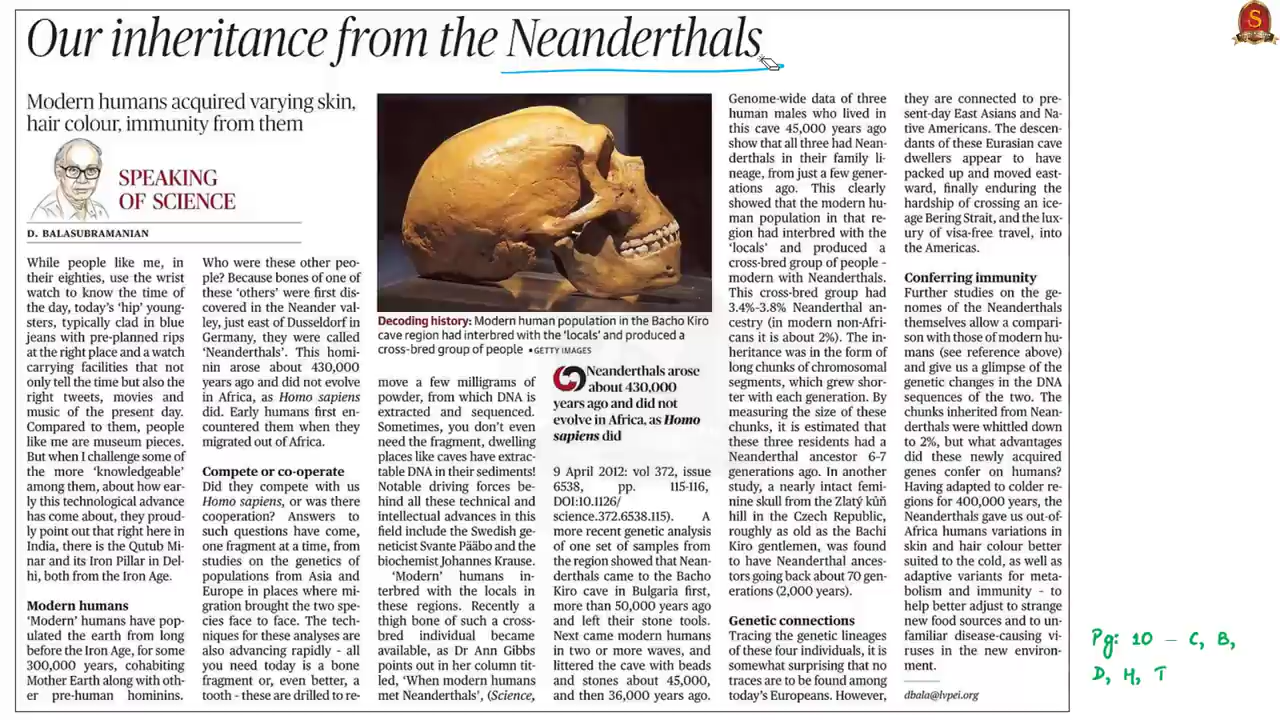 Our inheritance from the Neanderthals
Modern humans acquired varying skin,
hair colour, immunity from them
SPEAKING
OF SCIENCE
D. BALASUBRAMANIAN
While people like me, in
their eighties, use the wrist
watch to know the time of
the day, today's 'hip' young-
sters, typically clad in blue
jeans with pre-planned rips
at the right place and a watch
carrying facilities that not
only tell the time but also the
right tweets, movies and
music of the present day.
Compared to them, people
like me are museum pieces.
But when I challenge some of
the more 'knowledgeable'
among them, about how ear-
ly this technological advance
has come about, they proud-
ly point out that right here in
India, there is the Qutub Mi-
nar and its Iron Pillar in Del-
hi, both from the Iron Age.
Modern humans
'Modern' humans have pop-
ulated the earth from long
before the Iron Age, for some
300,000 years, cohabiting
Mother Earth along with oth-
er pre-human hominins.
Who were these other peo-
ple? Because bones of one of
these 'others' were first dis-
covered in the Neander val-
ley, just east of Dusseldorf in
Germany, they were called
'Neanderthals'. This homi-
nin arose about 430,000
years ago and did not evolve
in Africa, as Homo sapiens
did. Early humans first en-
countered them when they
migrated out of Africa.
Compete or co-operate
Did they compete with us
Homo sapiens, or was there
cooperation? Answers to
such questions have come,
one fragment at a time, from
studies on the genetics of
populations from Asia and
Europe in places where mi-
gration brought the two spe-
cies face to face. The tech-
niques for these analyses are
also advancing rapidly - all
you need today is a bone
fragment or, even better, a
tooth - these are drilled to re-
Decoding history: Modern human population in the Bacho Kiro
cave region had interbred with the 'locals' and produced a
cross-bred group of people • GETTY IMAGES
move a few milligrams of
powder, from which DNA is
extracted and sequenced.
Sometimes, you don't even
need the fragment, dwelling
places like caves have extrac-
table DNA in their sediments!
Notable driving forces be-
hind all these technical and
intellectual advances in this
field include the Swedish ge-
neticist Svante Pääbo and the
biochemist Johannes Krause.
'Modern' humans in-
terbred with the locals in
these regions. Recently a
thigh bone of such a cross-
bred individual became
available, as Dr Ann Gibbs
points out in her column tit-
led, 'When modern humans
met Neanderthals', (Science,
Neanderthals arose
about 430,000
years ago and did not
evolve in Africa, as Homo
sapiens did
9 April 2012: vol 372, issue
6538, pp. 115-116,
DOI:10.1126/
science.372.6538.115). A
more recent genetic analysis
of one set of samples from
the region showed that Nean-
derthals came to the Bacho
Kiro cave in Bulgaria first,
more than 50,000 years ago
and left their stone tools.
Next came modern humans
in two or more waves, and
littered the cave with beads
and stones about 45,000,
and then 36,000 years ago.
Genome-wide data of three
human males who lived in
this cave 45,000 years ago
show that all three had Nean-
derthals in their family li-
neage, from just a few gener-
ations ago. This clearly
showed that the modern hu-
man population in that re-
gion had interbred with the
'locals' and produced a
cross-bred group of people -
modern with Neanderthals.
This cross-bred group had
3.4%-3.8% Neanderthal an-
cestry (in modern non-Afri-
cans it is about 2%). The in-
heritance was in the form of
long chunks of chromosomal
segments, which grew shor-
ter with each generation. By
measuring the size of these
chunks, it is estimated that
these three residents had a
Neanderthal ancestor 6-7
generations ago. In another
study, a nearly intact femi-
nine skull from the Zlatý kůň
hill in the Czech Republic,
roughly as old as the Bachi
Kiro gentlemen, was found
to have Neanderthal ances-
tors going back about 70 gen-
erations (2,000 years).
Genetic connections
Tracing the genetic lineages
of these four individuals, it is
somewhat surprising that no
traces are to be found among
today's Europeans. However,
they are connected to pre-
sent-day East Asians and Na-
tive Americans. The descen-
dants of these Eurasian cave
dwellers appear to have
packed up and moved east-
ward, finally enduring the
hardship of crossing an ice-
age Bering Strait, and the lux-
ury of visa-free travel, into
the Americas.
Conferring immunity
Further studies on the ge-
nomes of the Neanderthals
themselves allow a compari-
son with those of modern hu-
mans (see reference above)
and give us a glimpse of the
genetic changes in the DNA
sequences of the two. The
chunks inherited from Nean-
derthals were whittled down
to 2%, but what advantages
did these newly acquired
genes confer on humans?
Having adapted to colder re-
gions for 400,000 years, the
Neanderthals gave us out-of-
Africa humans variations in
skin and hair colour better
suited to the cold, as well as
adaptive variants for meta-
bolism and immunity - to
help better adjust to strange
new food sources and to un-
familiar disease-causing vi-
ruses in the new environ-
ment.
dbala@lvpei.org
Pg: 10 - C, B,
D, H, T
S